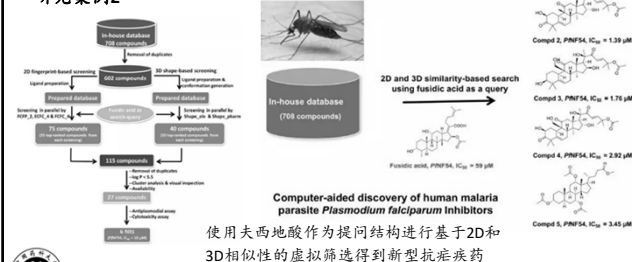 In-house database
708 compounds
Removal of duplicates
2D fingerprint-based screening
602 compounds
3D shape-based screening
Ligand preparation
Ligand preparation &
conformation generation
Prepared database
Prepared database
Fusidic acid as
search query
Screening in parallel by
FCFP_2, ECFC_4 & FCFC_4
Screening in parallel by
Shape_ele & Shape_pharm
75 compounds
40 compounds
115 compounds
-Removal of duplicates
-log P < 5.5
-Cluster analysis & visual inspection
-Availability
27 compounds
-Antiplasmodial assay
-Cytotoxicity assay
6 hits
In-house database
(708 compounds)
2D and 3D similarity-based search
using fusidic acid as a query
Fusidic acid, PfNF54, IC50 = 59 µM
Computer-aided discovery of human malaria
parasite Plasmodium falciparum Inhibitors
Compd 2, PfNF54, IC50 = 1.39 µM
Compd 3, PfNF54, IC50 = 1.76 µM
Compd 4, PfNF54, IC50 = 2.92 µM
Compd 5, PfNF54, IC50 = 3.45 µM
使用夫西地酸作为提问结构进行基于2D和
3D相似性的虚拟筛选得到新型抗疟疾药